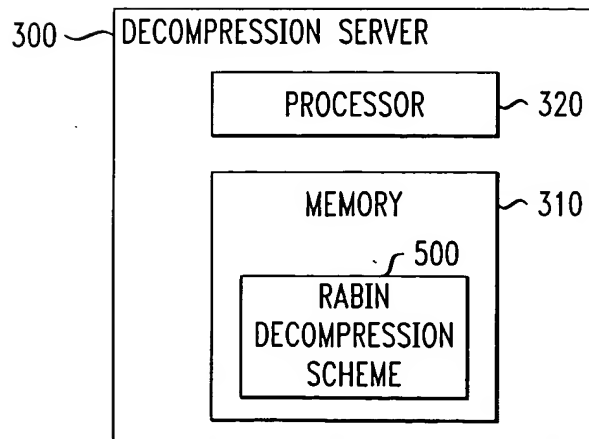 300 DECOMPRESSION SERVER
PROCESSOR 320
MEMORY 310
500
RABIN
DECOMPRESSION
SCHEME